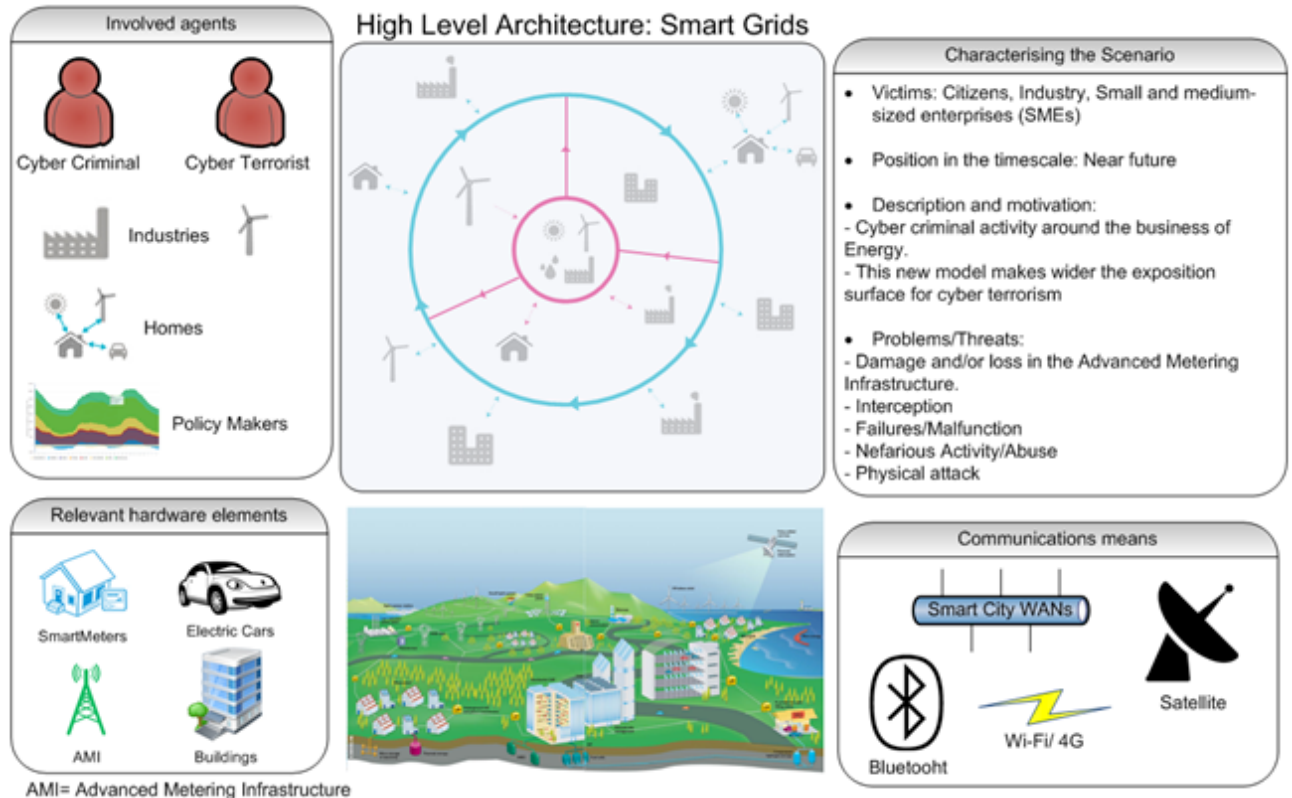 High Level Architecture: Smart Grids
Involved agents
Cyber Criminal
Cyber Terrorist
Industries
Homes
Policy Makers
Characterising the Scenario
• Victims: Citizens, Industry, Small and medium-
sized enterprises (SMEs)
• Position in the timescale: Near future
• Description and motivation:
- Cyber criminal activity around the business of
Energy.
- This new model makes wider the exposition
surface for cyber terrorism
• Problems/Threats:
- Damage and/or loss in the Advanced Metering
Infrastructure.
- Interception
- Failures/Malfunction
- Nefarious Activity/Abuse
- Physical attack
Relevant hardware elements
SmartMeters
Electric Cars
AMI
Buildings
AMI= Advanced Metering Infrastructure
Communications means
Smart City WANs
Satellite
Bluetooht
Wi-Fi/ 4G